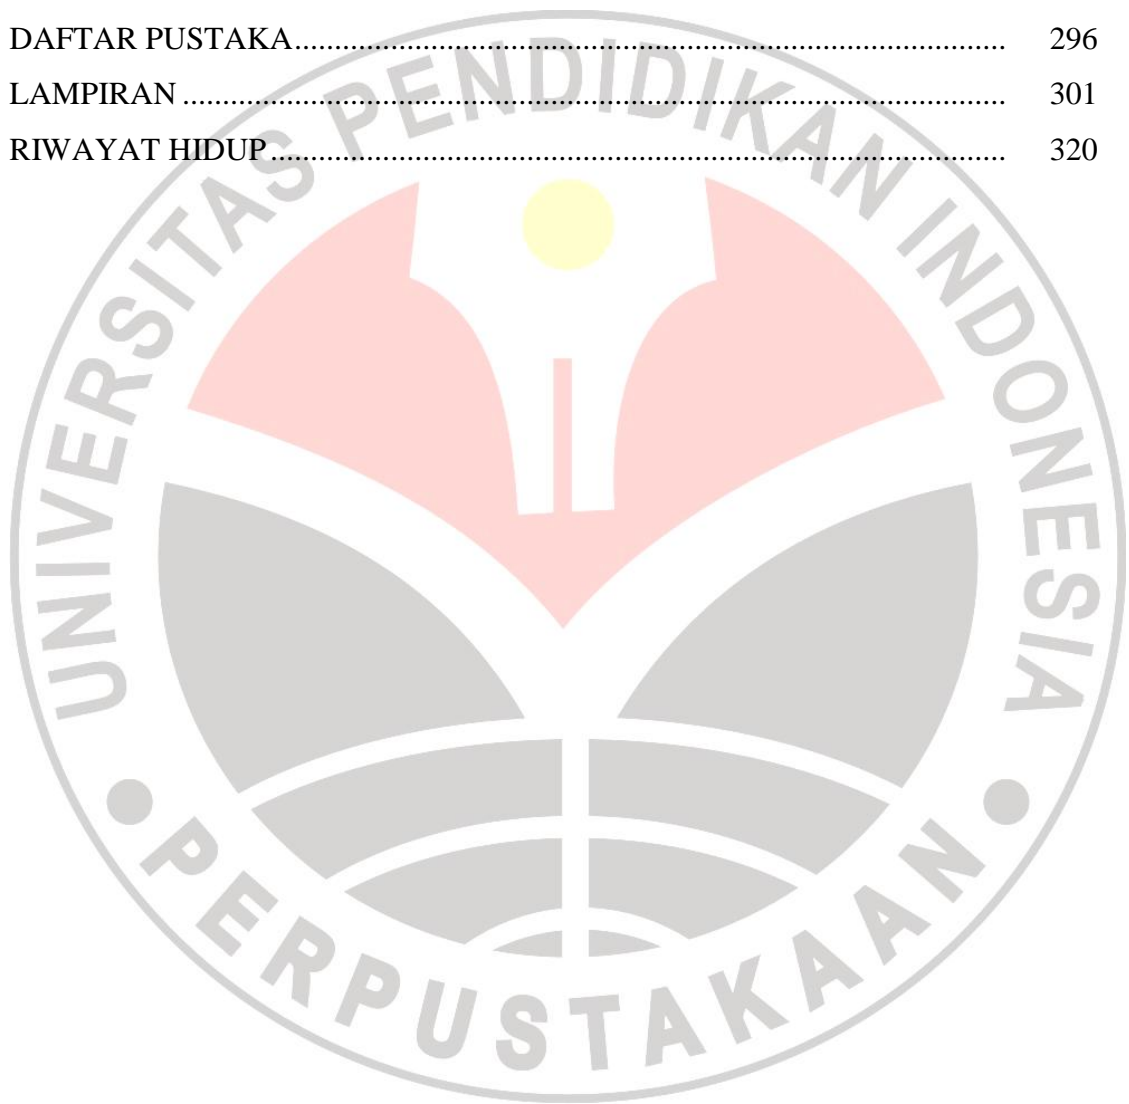 DAFTAR PUSTAKA........................................................................... 296
LAMPIRAN ....................................................................................... 301
RIWAYAT HIDUP.............................................................................. 320
UNIVERSITAS PENDIDIKAN INDONESIA
PERPUSTAKAAN